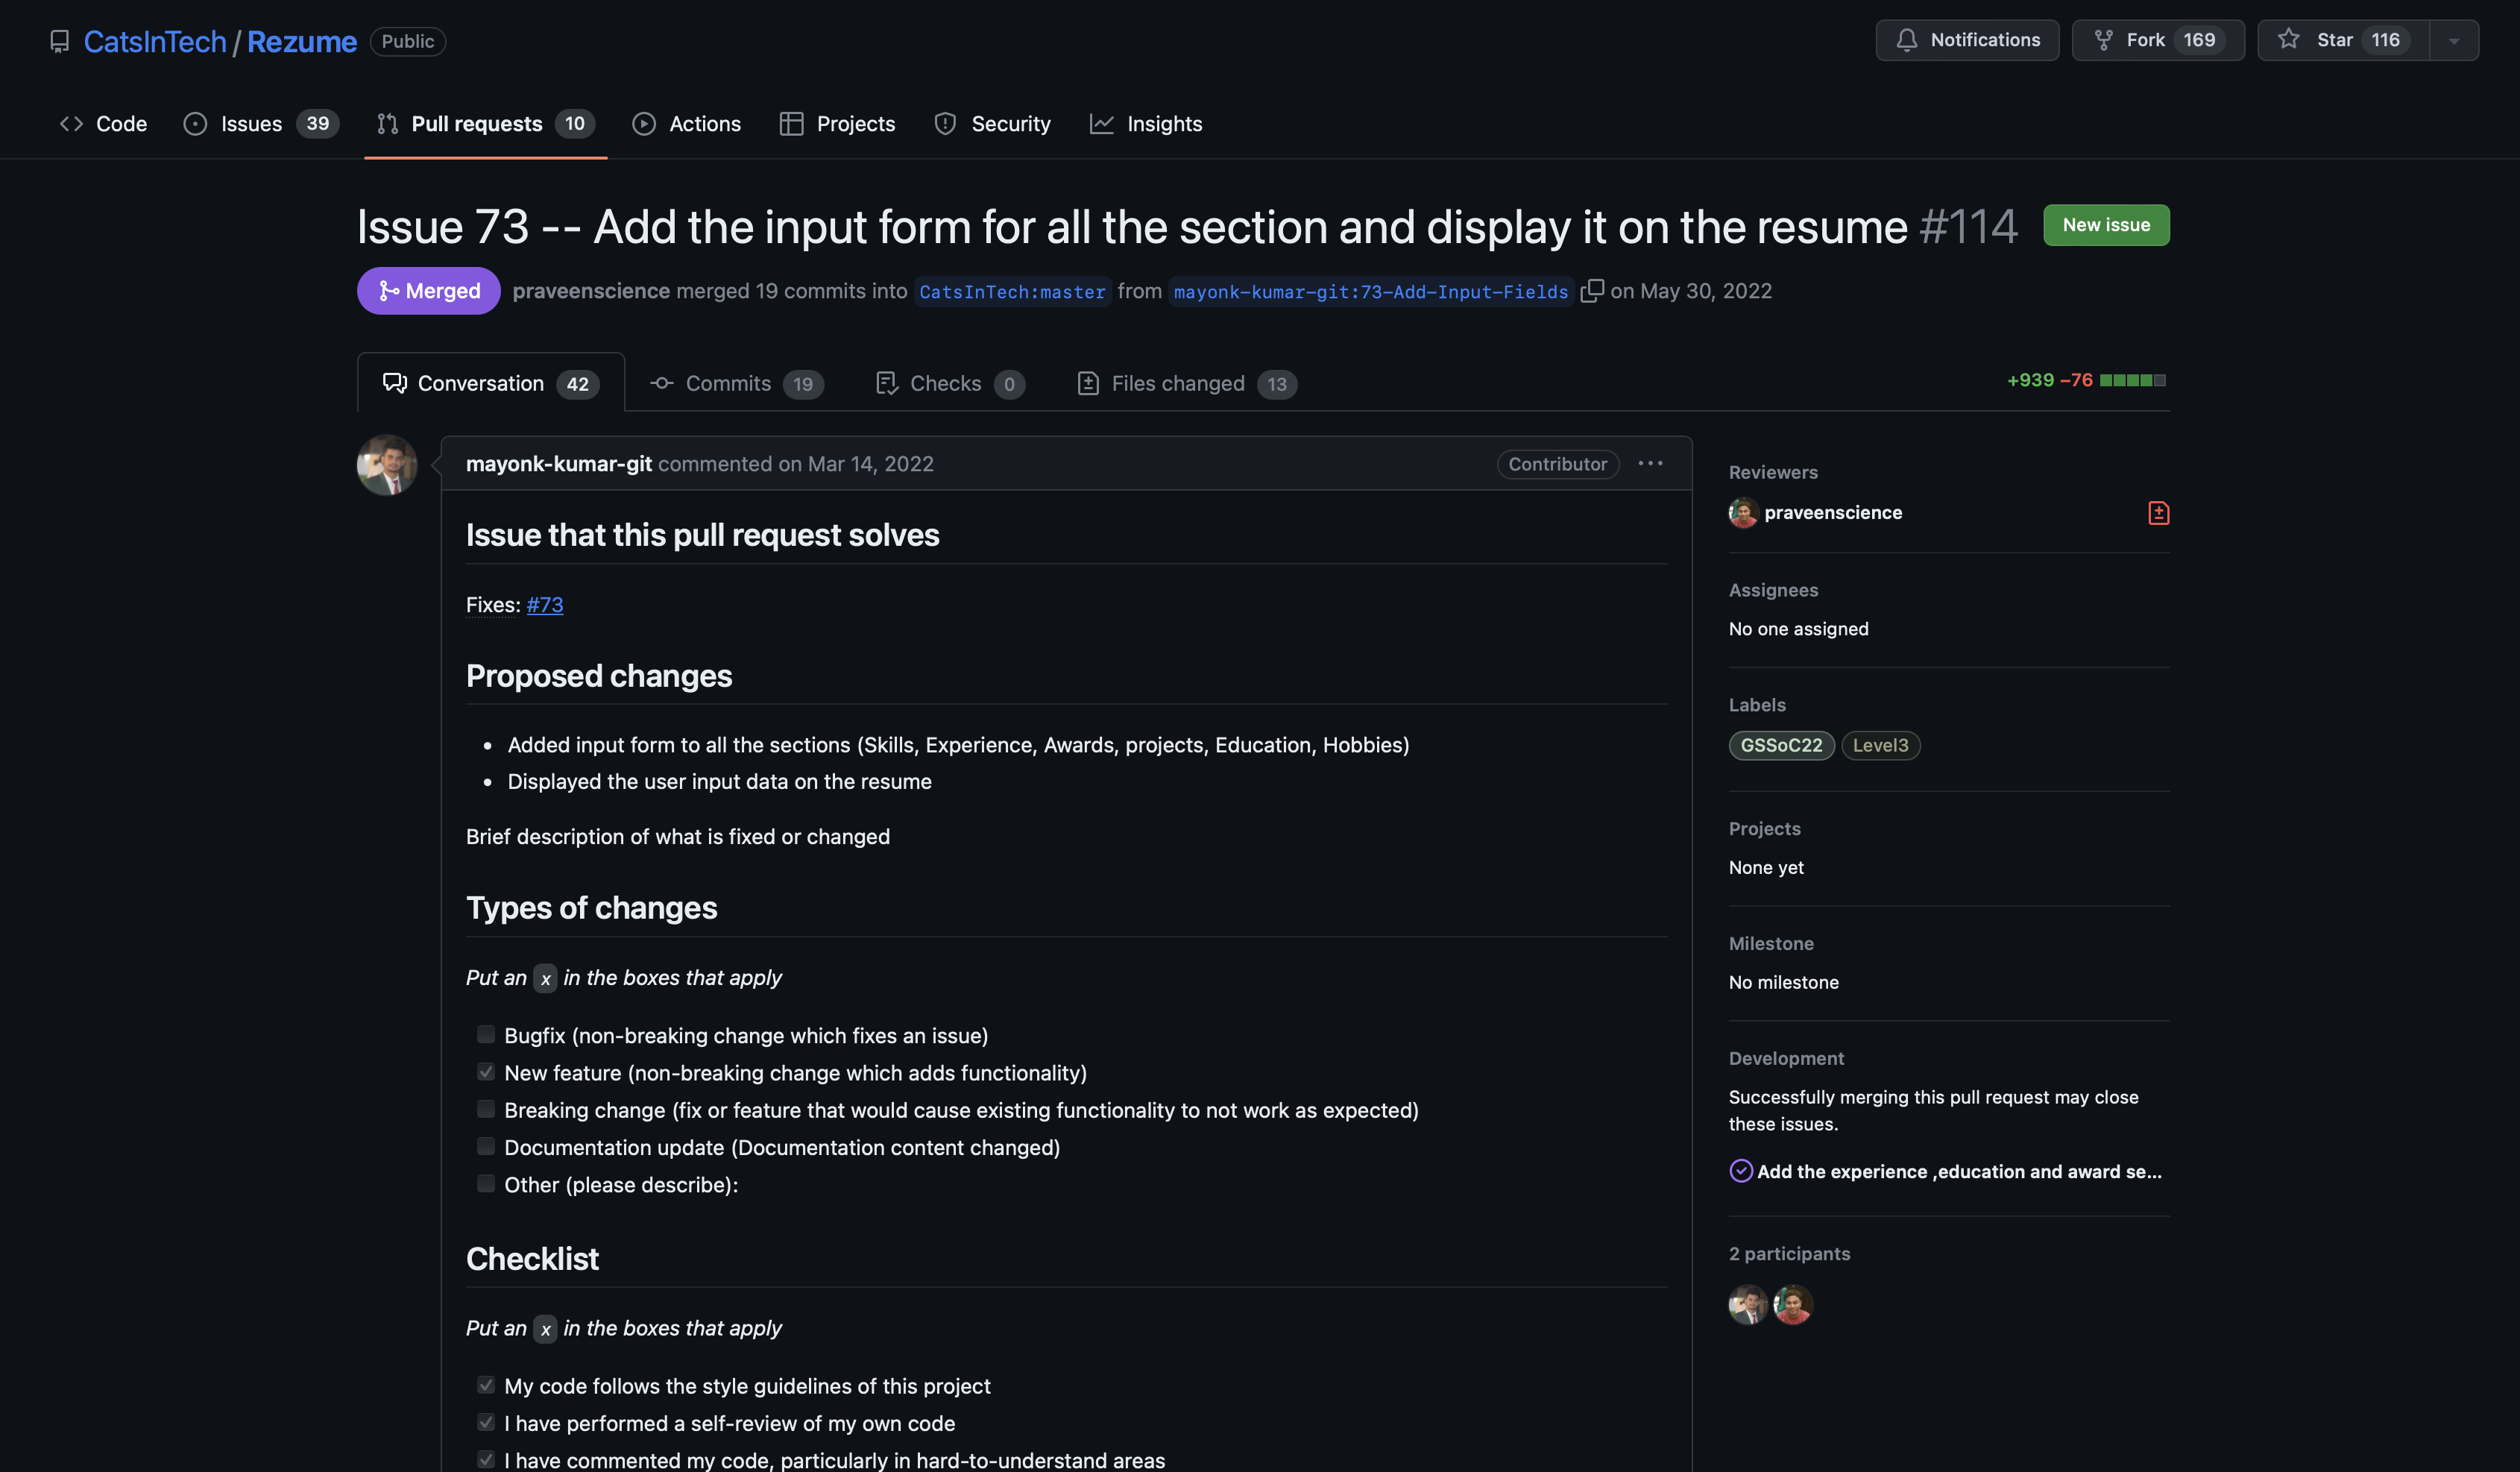 CatsInTech / Rezume Public
Notifications Fork 169 Star 116
Code Issues 39 Pull requests 10 Actions Projects Security Insights
Issue 73 -- Add the input form for all the section and display it on the resume #114 New issue
Merged praveenscience merged 19 commits into CatsInTech:master from mayonk-kumar-git:73-Add-Input-Fields on May 30, 2022
Conversation 42 Commits 19 Checks 0 Files changed 13 +939 −76
mayonk-kumar-git commented on Mar 14, 2022 Contributor
Issue that this pull request solves
Fixes: #73
Proposed changes
• Added input form to all the sections (Skills, Experience, Awards, projects, Education, Hobbies)
• Displayed the user input data on the resume
Brief description of what is fixed or changed
Types of changes
Put an x in the boxes that apply
Bugfix (non-breaking change which fixes an issue)
New feature (non-breaking change which adds functionality)
Breaking change (fix or feature that would cause existing functionality to not work as expected)
Documentation update (Documentation content changed)
Other (please describe):
Checklist
Put an x in the boxes that apply
My code follows the style guidelines of this project
I have performed a self-review of my own code
I have commented my code, particularly in hard-to-understand areas
Reviewers
praveenscience
Assignees
No one assigned
Labels
GSSoC22 Level3
Projects
None yet
Milestone
No milestone
Development
Successfully merging this pull request may close
these issues.
Add the experience ,education and award se...
2 participants